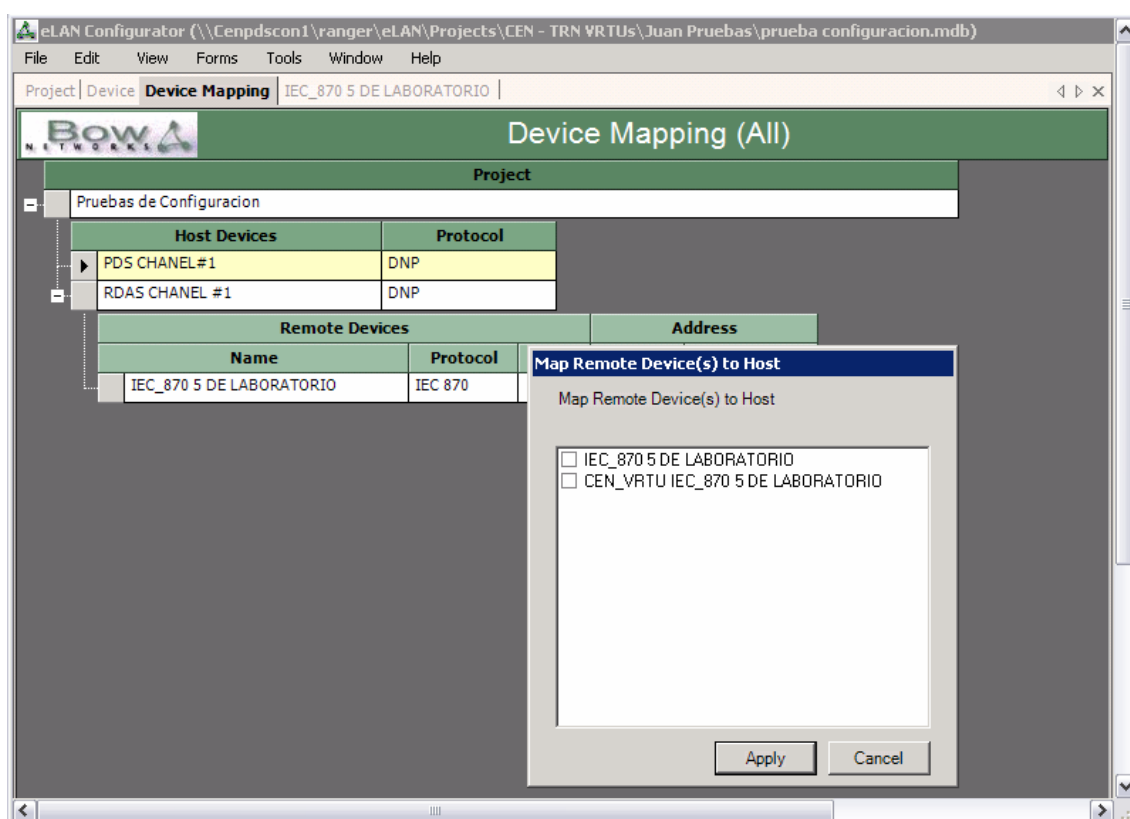 eLAN Configurator (\\Cenpdscon1\ranger\eLAN\Projects\CEN - TRN VRTUs\Juan Pruebas\prueba configuracion.mdb)
File Edit View Forms Tools Window Help
Project Device Device Mapping IEC_870 5 DE LABORATORIO
BOW
NETWORKS
Device Mapping (All)
Project
Pruebas de Configuracion
Host Devices Protocol
PDS CHANEL#1 DNP
RDAS CHANEL #1 DNP
Remote Devices Address
Name Protocol
IEC_870 5 DE LABORATORIO IEC 870
Map Remote Device(s) to Host
Map Remote Device(s) to Host
IEC_870 5 DE LABORATORIO
CEN_VRTU IEC_870 5 DE LABORATORIO
Apply Cancel